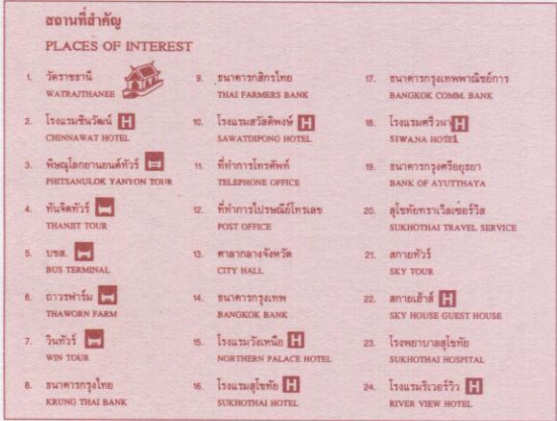 สถานที่สำคัญ
PLACES OF INTEREST
1. วัดราชธานี
WATRAJTHANEE
2. โรงแรมชินวัฒน์ H
CHINNAWAT HOTEL
3. พิษณุโลกยานยนต์ทัวร์
PHITSANULOK YANYON TOUR
4. ทันจิตทัวร์
THANJIT TOUR
5. บขส.
BUS TERMINAL
6. ถาวรฟาร์ม
THAWORN FARM
7. วินทัวร์
WIN TOUR
8. ธนาคารกรุงไทย
KRUNG THAI BANK
9. ธนาคารกสิกรไทย
THAI FARMERS BANK
10. โรงแรมสวัสดิพงษ์ H
SAWATDIPONG HOTEL
11. ที่ทำการโทรศัพท์
TELEPHONE OFFICE
12. ที่ทำการไปรษณีย์โทรเลข
POST OFFICE
13. ศาลากลางจังหวัด
CITY HALL
14. ธนาคารกรุงเทพ
BANGKOK BANK
15. โรงแรมวังเหนือ H
NORTHERN PALACE HOTEL
16. โรงแรมสุโขทัย H
SUKHOTHAI HOTEL
17. ธนาคารกรุงเทพพาณิชย์การ
BANGKOK COMM. BANK
18. โรงแรมศรีวนา H
SIWANA HOTEL
19. ธนาคารกรุงศรีอยุธยา
BANK OF AYUTTHAYA
20. สุโขทัยทราเวิลเซอร์วิส
SUKHOTHAI TRAVEL SERVICE
21. สกายทัวร์
SKY TOUR
22. สกายเฮ้าส์ H
SKY HOUSE GUEST HOUSE
23. โรงพยาบาลสุโขทัย
SUKHOTHAI HOSPITAL
24. โรงแรมริเวอร์วิว H
RIVER VIEW HOTEL